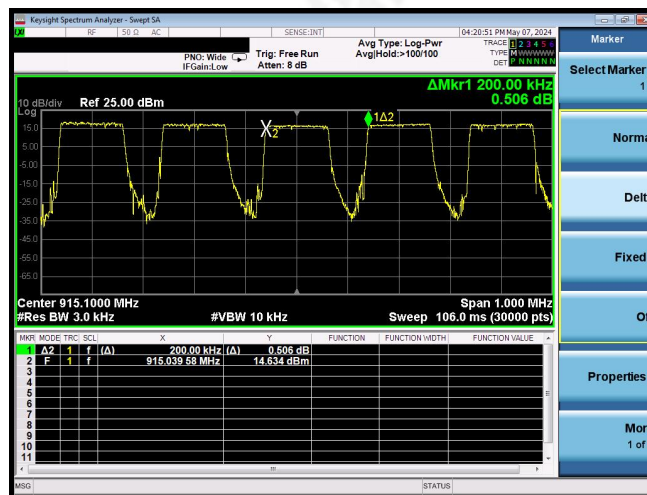 Keysight Spectrum Analyzer - Swept SA
LXI RF 50 Ω AC SENSE:INT 04:20:51 PM May 07, 2024
PNO: Wide IFGain:Low Trig: Free Run Atten: 8 dB Avg Type: Log-Pwr Avg|Hold:>100/100
TRACE 1 2 3 4 5 6
TYPE M WWWWW
DET P NNNNN
ΔMkr1 200.00 kHz
0.506 dB
10 dB/div Ref 25.00 dBm
Log
15.0
5.00
-5.00
-15.0
-25.0
-35.0
-45.0
-55.0
-65.0
X2
1Δ2
Center 915.1000 MHz Span 1.000 MHz
#Res BW 3.0 kHz #VBW 10 kHz Sweep 106.0 ms (30000 pts)
MKR MODE TRC SCL X Y FUNCTION FUNCTION WIDTH FUNCTION VALUE
1 Δ2 1 f (Δ) 200.00 kHz (Δ) 0.506 dB
2 F 1 f 915.039 58 MHz 14.634 dBm
3
4
5
6
7
8
9
10
11
MSG STATUS
Marker
Select Marker
1
Norma
Delt
Fixed
Of
Properties
Mor
1 of